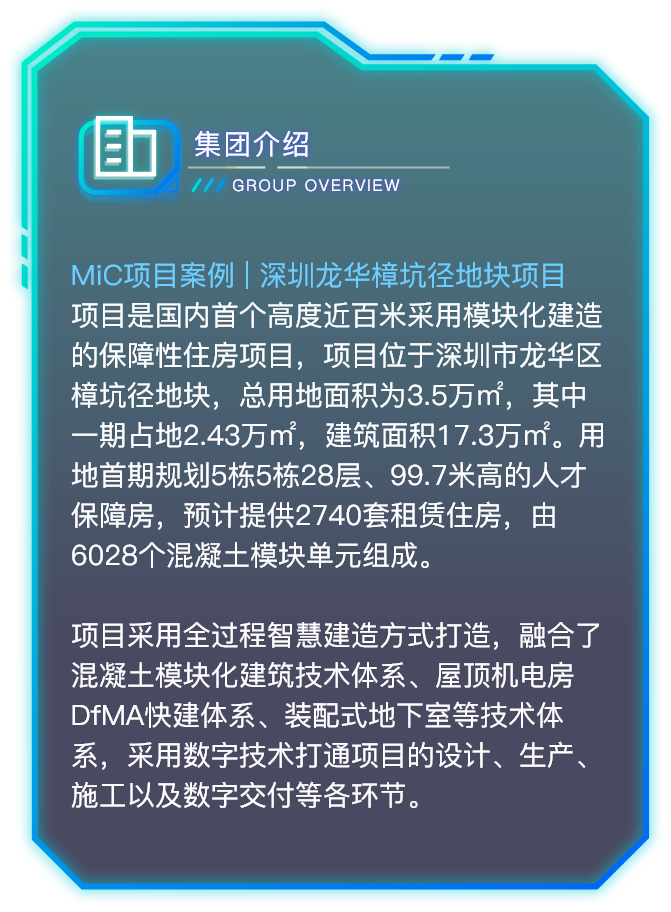 集团介绍
GROUP OVERVIEW
MiC项目案例｜深圳龙华樟坑径地块项目
项目是国内首个高度近百米采用模块化建造
的保障性住房项目，项目位于深圳市龙华区
樟坑径地块，总用地面积为3.5万㎡，其中
一期占地2.43万㎡，建筑面积17.3万㎡。用
地首期规划5栋5栋28层、99.7米高的人才
保障房，预计提供2740套租赁住房，由
6028个混凝土模块单元组成。
项目采用全过程智慧建造方式打造，融合了
混凝土模块化建筑技术体系、屋顶机电房
DfMA快建体系、装配式地下室等技术体
系，采用数字技术打通项目的设计、生产、
施工以及数字交付等各环节。